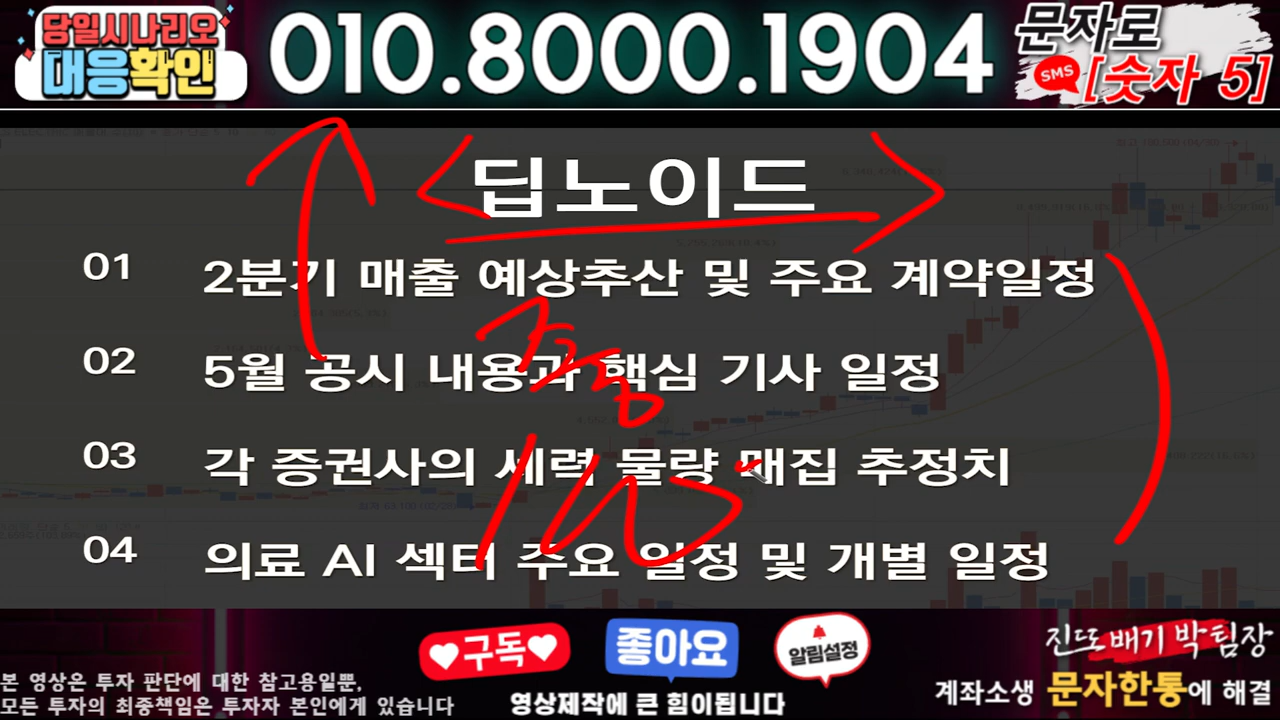 당일시나리오
대응확인
010.8000.1904
문자로
SMS
[숫자 5]
딥노이드
01 2분기 매출 예상추산 및 주요 계약일정
02 5월 공시 내용과 핵심 기사 일정
03 각 증권사의 세력 물량 매집 추정치
04 의료 AI 섹터 주요 일정 및 개별 일정
구독
좋아요
알림설정
본 영상은 투자 판단에 대한 참고용일뿐,
모든 투자의 최종책임은 투자자 본인에게 있습니다
영상제작에 큰 힘이됩니다
진또배기 박팀장
계좌소생 문자한통에 해결